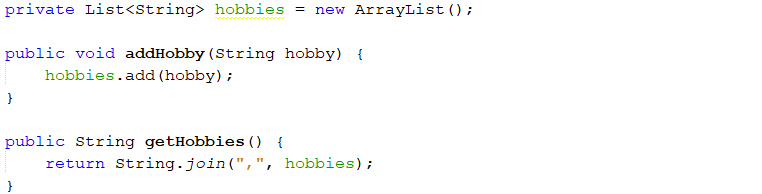 private List<String> hobbies = new ArrayList();
public void addHobby(String hobby) {
hobbies.add(hobby);
}
public String getHobbies() {
return String.join(",", hobbies);
}